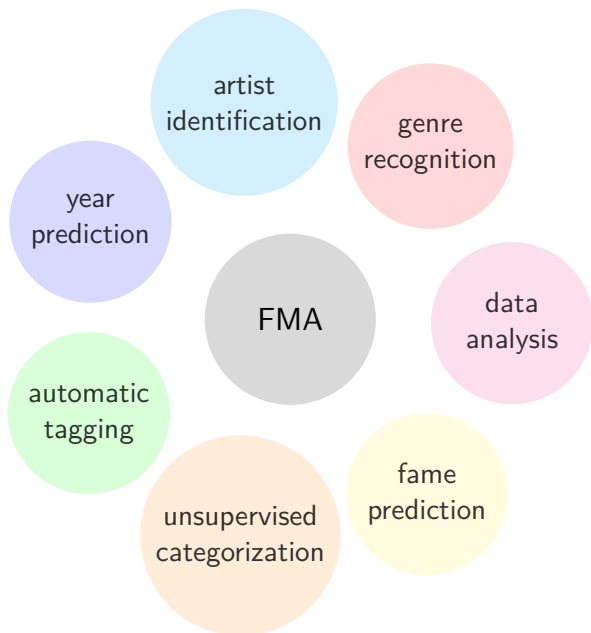 artist
identification
genre
recognition
year
prediction
FMA
data
analysis
automatic
tagging
fame
prediction
unsupervised
categorization